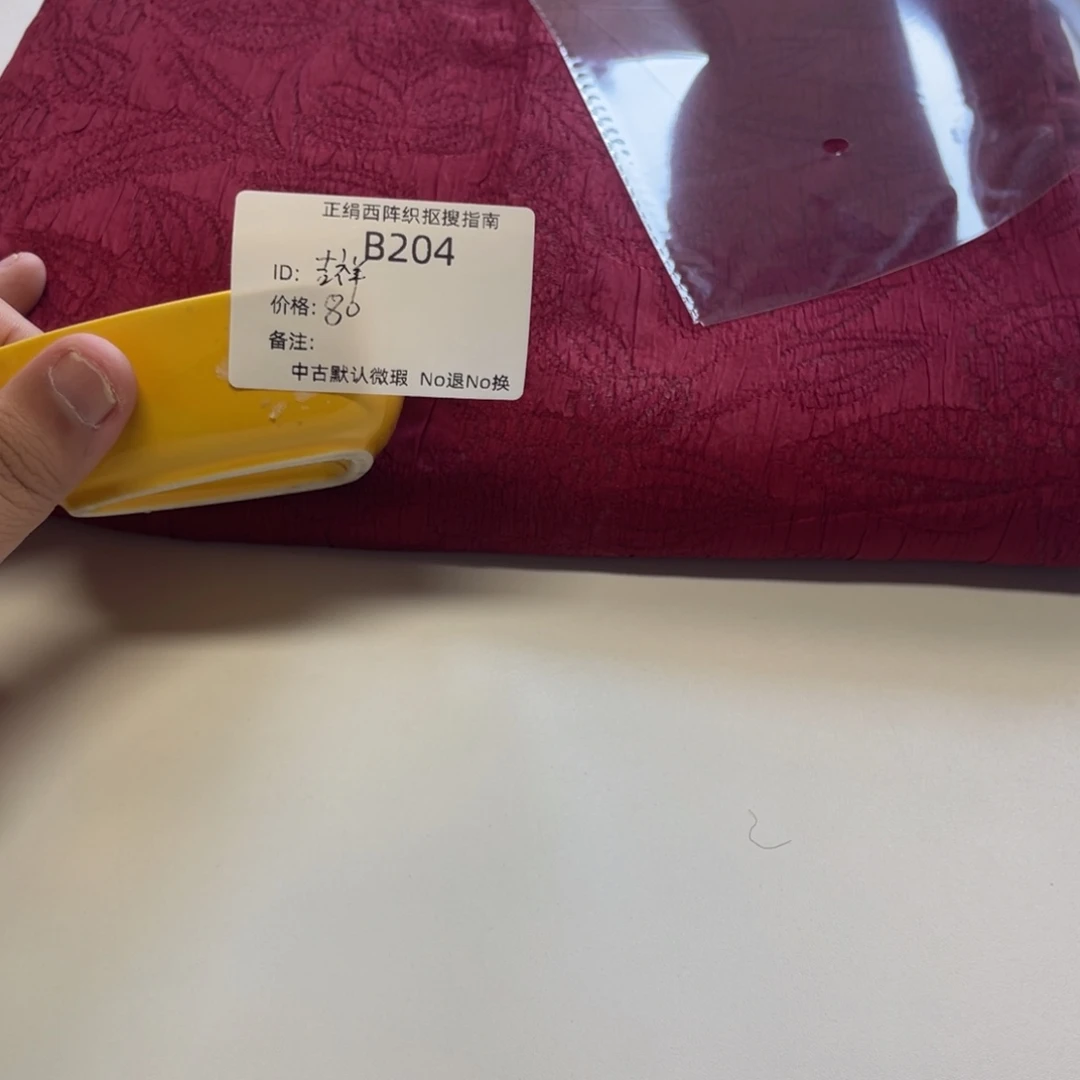 正绢西阵织抠搜指南
B204
ID:
价格: 80
备注:
中古默认微瑕 No退No换